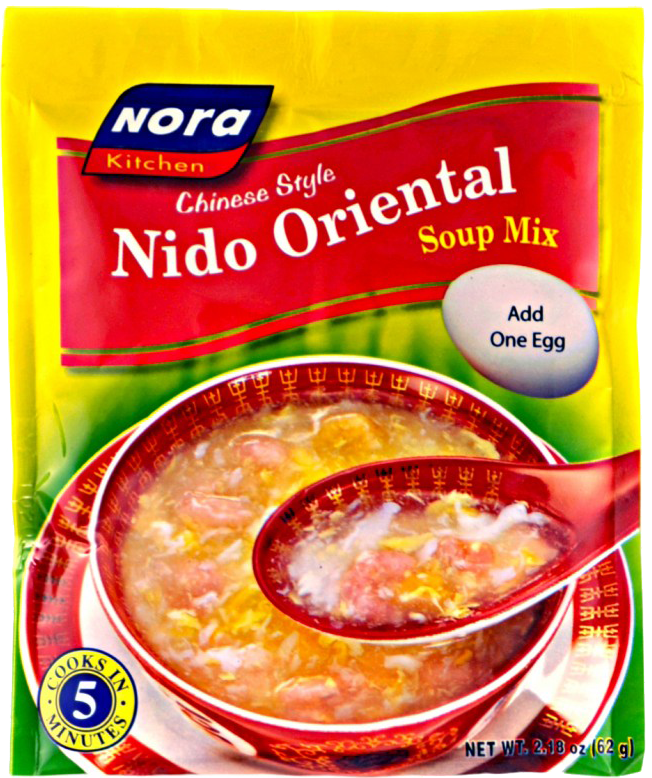 NORA
Kitchen
Chinese Style
Nido Oriental
Soup Mix
Add
One Egg
COOKS IN
5
MINUTES
NET WT. 2.18 oz (62 g)